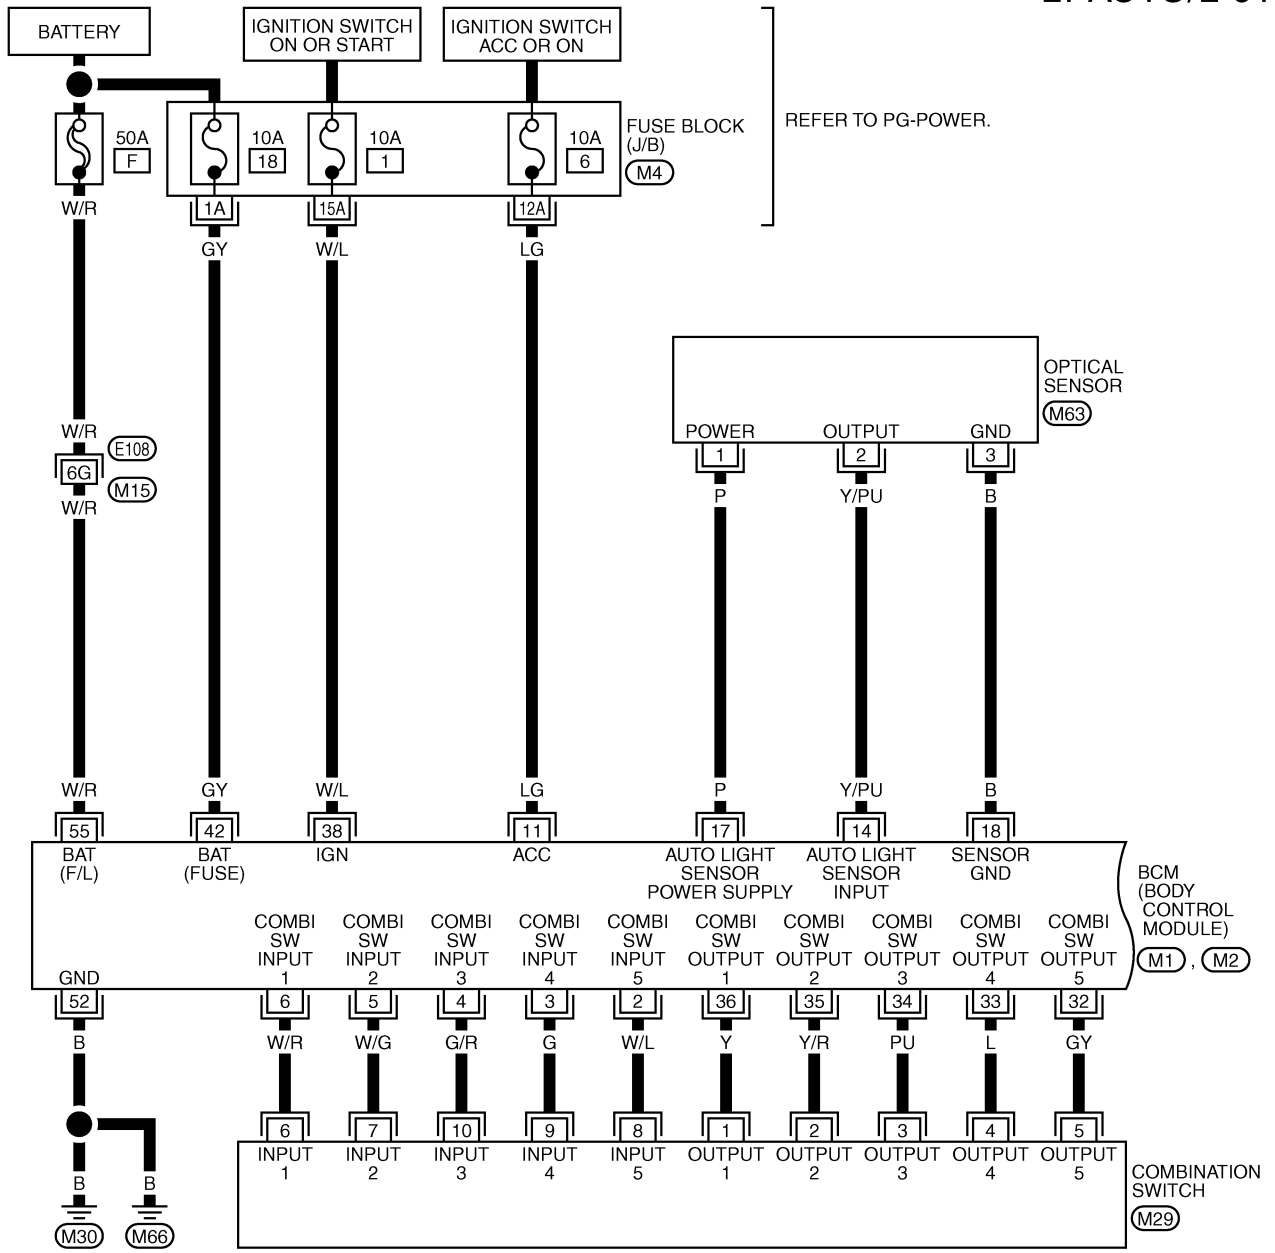 BATTERY
IGNITION SWITCH
ON OR START
IGNITION SWITCH
ACC OR ON
50A
F
10A
18
10A
1
10A
6
FUSE BLOCK
(J/B)
M4
REFER TO PG-POWER.
1A
15A
12A
W/R
GY
W/L
LG
OPTICAL
SENSOR
M63
POWER
OUTPUT
GND
1
2
3
W/R
E108
6G
M15
W/R
P
Y/PU
B
W/R
GY
W/L
LG
P
Y/PU
B
55
42
38
11
17
14
18
BAT
(F/L)
BAT
(FUSE)
IGN
ACC
AUTO LIGHT
SENSOR
POWER SUPPLY
AUTO LIGHT
SENSOR
INPUT
SENSOR
GND
BCM
(BODY
CONTROL
MODULE)
M1 , M2
GND
COMBI
SW
INPUT
1
COMBI
SW
INPUT
2
COMBI
SW
INPUT
3
COMBI
SW
INPUT
4
COMBI
SW
INPUT
5
COMBI
SW
OUTPUT
1
COMBI
SW
OUTPUT
2
COMBI
SW
OUTPUT
3
COMBI
SW
OUTPUT
4
COMBI
SW
OUTPUT
5
52
6
5
4
3
2
36
35
34
33
32
B
W/R
W/G
G/R
G
W/L
Y
Y/R
PU
L
GY
6
7
10
9
8
1
2
3
4
5
INPUT
1
INPUT
2
INPUT
3
INPUT
4
INPUT
5
OUTPUT
1
OUTPUT
2
OUTPUT
3
OUTPUT
4
OUTPUT
5
COMBINATION
SWITCH
M29
B
B
M30
M66